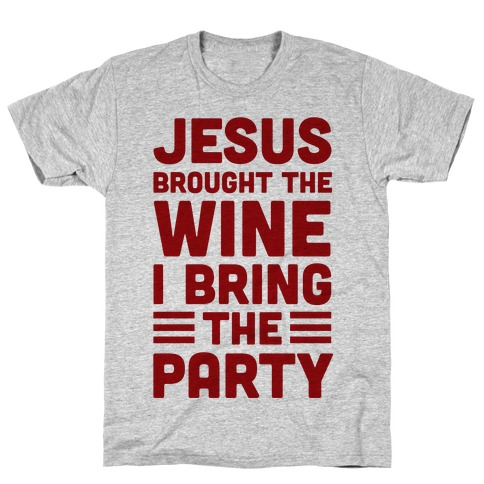 JESUS
BROUGHT THE
WINE
I BRING
THE
PARTY